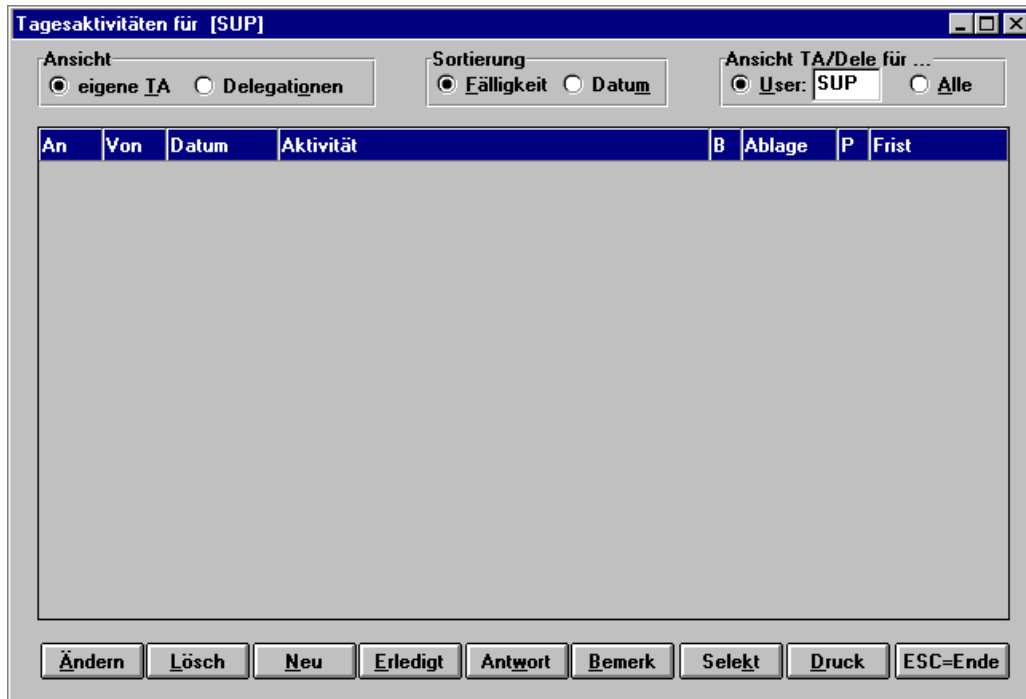 Tagesaktivitäten für [SUP]
Ansicht Sortierung Ansicht TA/Dele für ...
eigene TA Delegationen Fälligkeit Datum User: SUP Alle
An Von Datum Aktivität B Ablage P Frist
Ändern Lösch Neu Erledigt Antwort Bemerk Selekt Druck ESC=Ende